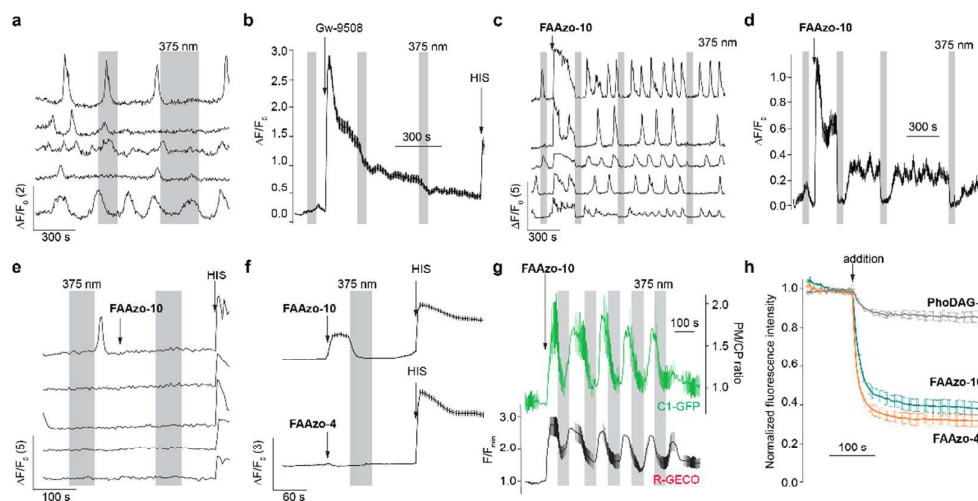 a
375 nm
ΔF/F0 (2)
300 s
b
Gw-9508
375 nm
HIS
ΔF/F0
3.0
2.5
2.0
1.5
1.0
0.5
0.0
300 s
c
FAAzo-10
375 nm
ΔF/F0 (5)
300 s
d
FAAzo-10
375 nm
ΔF/F0
1.0
0.8
0.6
0.4
0.2
0.0
300 s
e
375 nm
HIS
FAAzo-10
ΔF/F0 (5)
100 s
f
375 nm
HIS
FAAzo-10
HIS
FAAzo-4
ΔF/F0 (3)
60 s
g
FAAzo-10
375 nm
100 s
2.0
1.5
1.0
PM/CP ratio
C1-GFP
3.0
2.0
1.0
F/Fmin
R-GECO
h
addition
Normalized fluorescence intensity
1.0
0.8
0.6
0.4
0.2
0
PhoDAG-
FAAzo-10
FAAzo-4
100 s